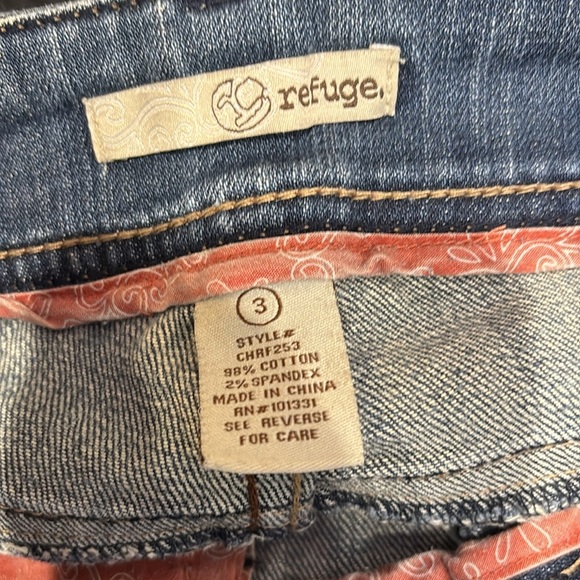 refuge.
3
STYLE#
CHRF253
98% COTTON
2% SPANDEX
MADE IN CHINA
RN#101331
SEE REVERSE
FOR CARE